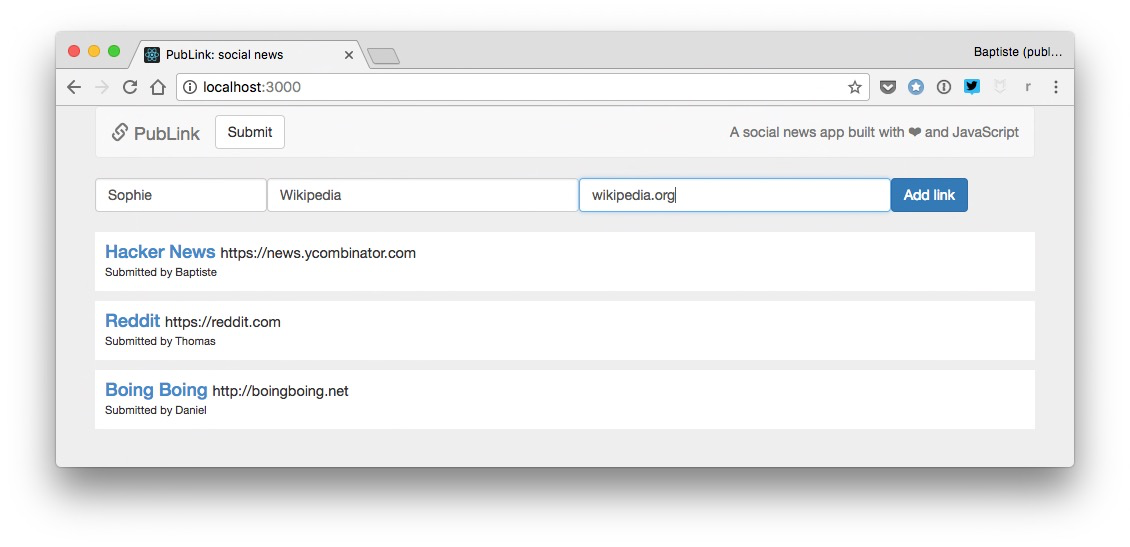 PubLink: social news
Baptiste (publ...
localhost:3000
r
PubLink Submit A social news app built with ❤ and JavaScript
Sophie Wikipedia wikipedia.org Add link
Hacker News https://news.ycombinator.com
Submitted by Baptiste
Reddit https://reddit.com
Submitted by Thomas
Boing Boing http://boingboing.net
Submitted by Daniel